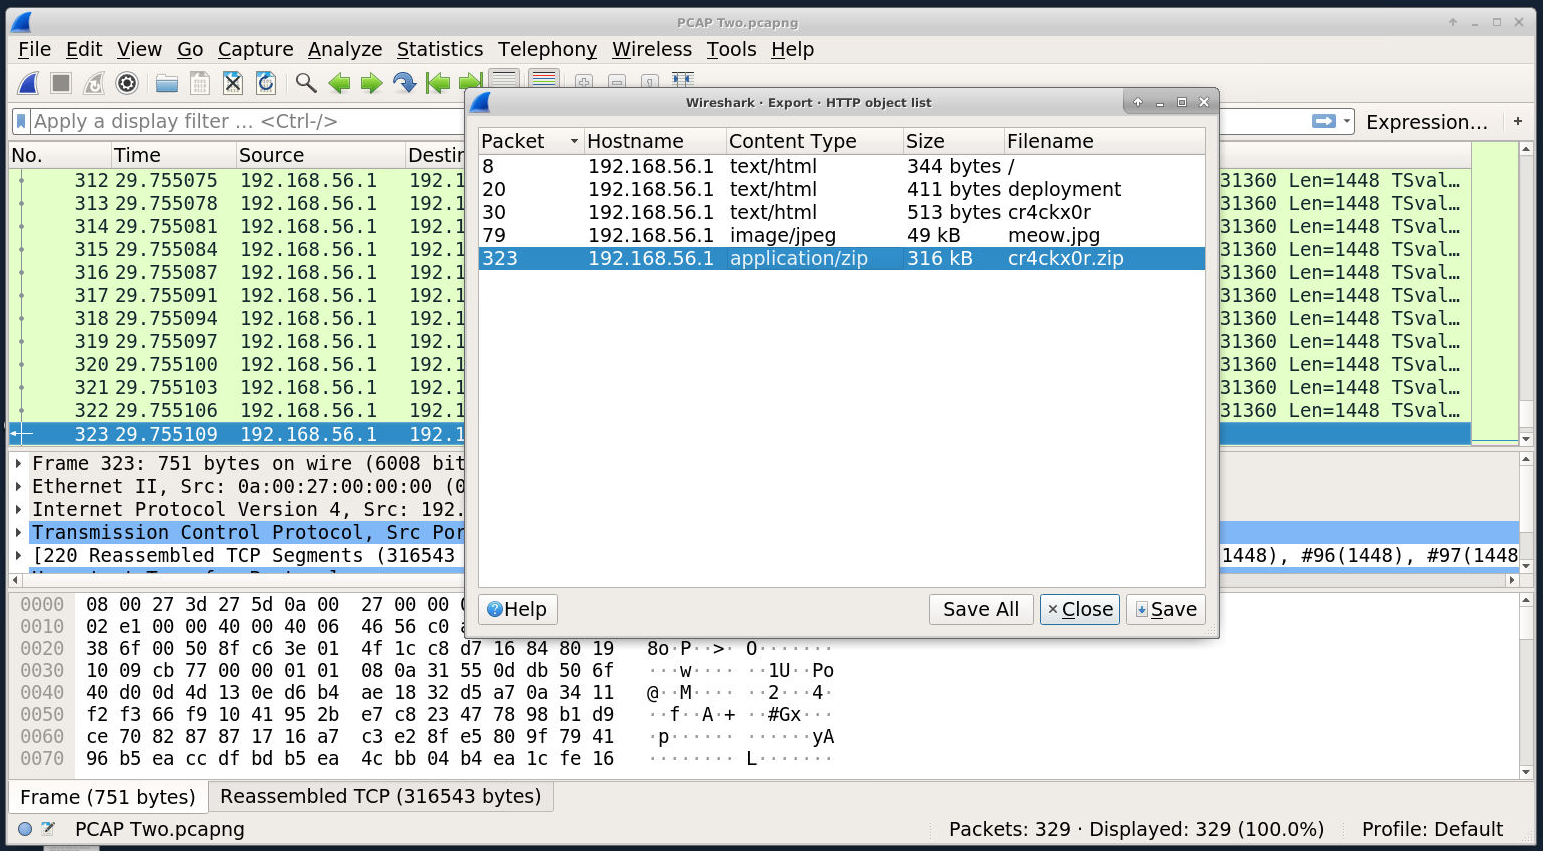 PCAP Two.pcapng
File Edit View Go Capture Analyze Statistics Telephony Wireless Tools Help
Apply a display filter … <Ctrl-/>
Expression…
+
No. Time Source Destin
312 29.755075 192.168.56.1 192.1 31360 Len=1448 TSval…
313 29.755078 192.168.56.1 192.1 31360 Len=1448 TSval…
314 29.755081 192.168.56.1 192.1 31360 Len=1448 TSval…
315 29.755084 192.168.56.1 192.1 31360 Len=1448 TSval…
316 29.755087 192.168.56.1 192.1 31360 Len=1448 TSval…
317 29.755091 192.168.56.1 192.1 31360 Len=1448 TSval…
318 29.755094 192.168.56.1 192.1 31360 Len=1448 TSval…
319 29.755097 192.168.56.1 192.1 31360 Len=1448 TSval…
320 29.755100 192.168.56.1 192.1 31360 Len=1448 TSval…
321 29.755103 192.168.56.1 192.1 31360 Len=1448 TSval…
322 29.755106 192.168.56.1 192.1 31360 Len=1448 TSval…
323 29.755109 192.168.56.1 192.1
Wireshark · Export · HTTP object list
Packet Hostname Content Type Size Filename
8 192.168.56.1 text/html 344 bytes /
20 192.168.56.1 text/html 411 bytes deployment
30 192.168.56.1 text/html 513 bytes cr4ckx0r
79 192.168.56.1 image/jpeg 49 kB meow.jpg
323 192.168.56.1 application/zip 316 kB cr4ckx0r.zip
Help Save All Close Save
Frame 323: 751 bytes on wire (6008 bit
Ethernet II, Src: 0a:00:27:00:00:00 (0
Internet Protocol Version 4, Src: 192.
Transmission Control Protocol, Src Por
[220 Reassembled TCP Segments (316543 1448), #96(1448), #97(1448
0000 08 00 27 3d 27 5d 0a 00 27 00 00
0010 02 e1 00 00 40 00 40 06 46 56 c0
0020 38 6f 00 50 8f c6 3e 01 4f 1c c8 d7 16 84 80 19 8o·P··>· O·······
0030 10 09 cb 77 00 00 01 01 08 0a 31 55 0d db 50 6f ···w···· ··1U··Po
0040 40 d0 0d 4d 13 0e d6 b4 ae 18 32 d5 a7 0a 34 11 @··M···· ··2···4·
0050 f2 f3 66 f9 10 41 95 2b e7 c8 23 47 78 98 b1 d9 ··f··A·+ ··#Gx···
0060 ce 70 82 87 87 17 16 a7 c3 e2 8f e5 80 9f 79 41 ·p······ ······yA
0070 96 b5 ea cc df bd b5 ea 4c bb 04 b4 ea 1c fe 16 ········ L·······
Frame (751 bytes) Reassembled TCP (316543 bytes)
PCAP Two.pcapng Packets: 329 · Displayed: 329 (100.0%) Profile: Default